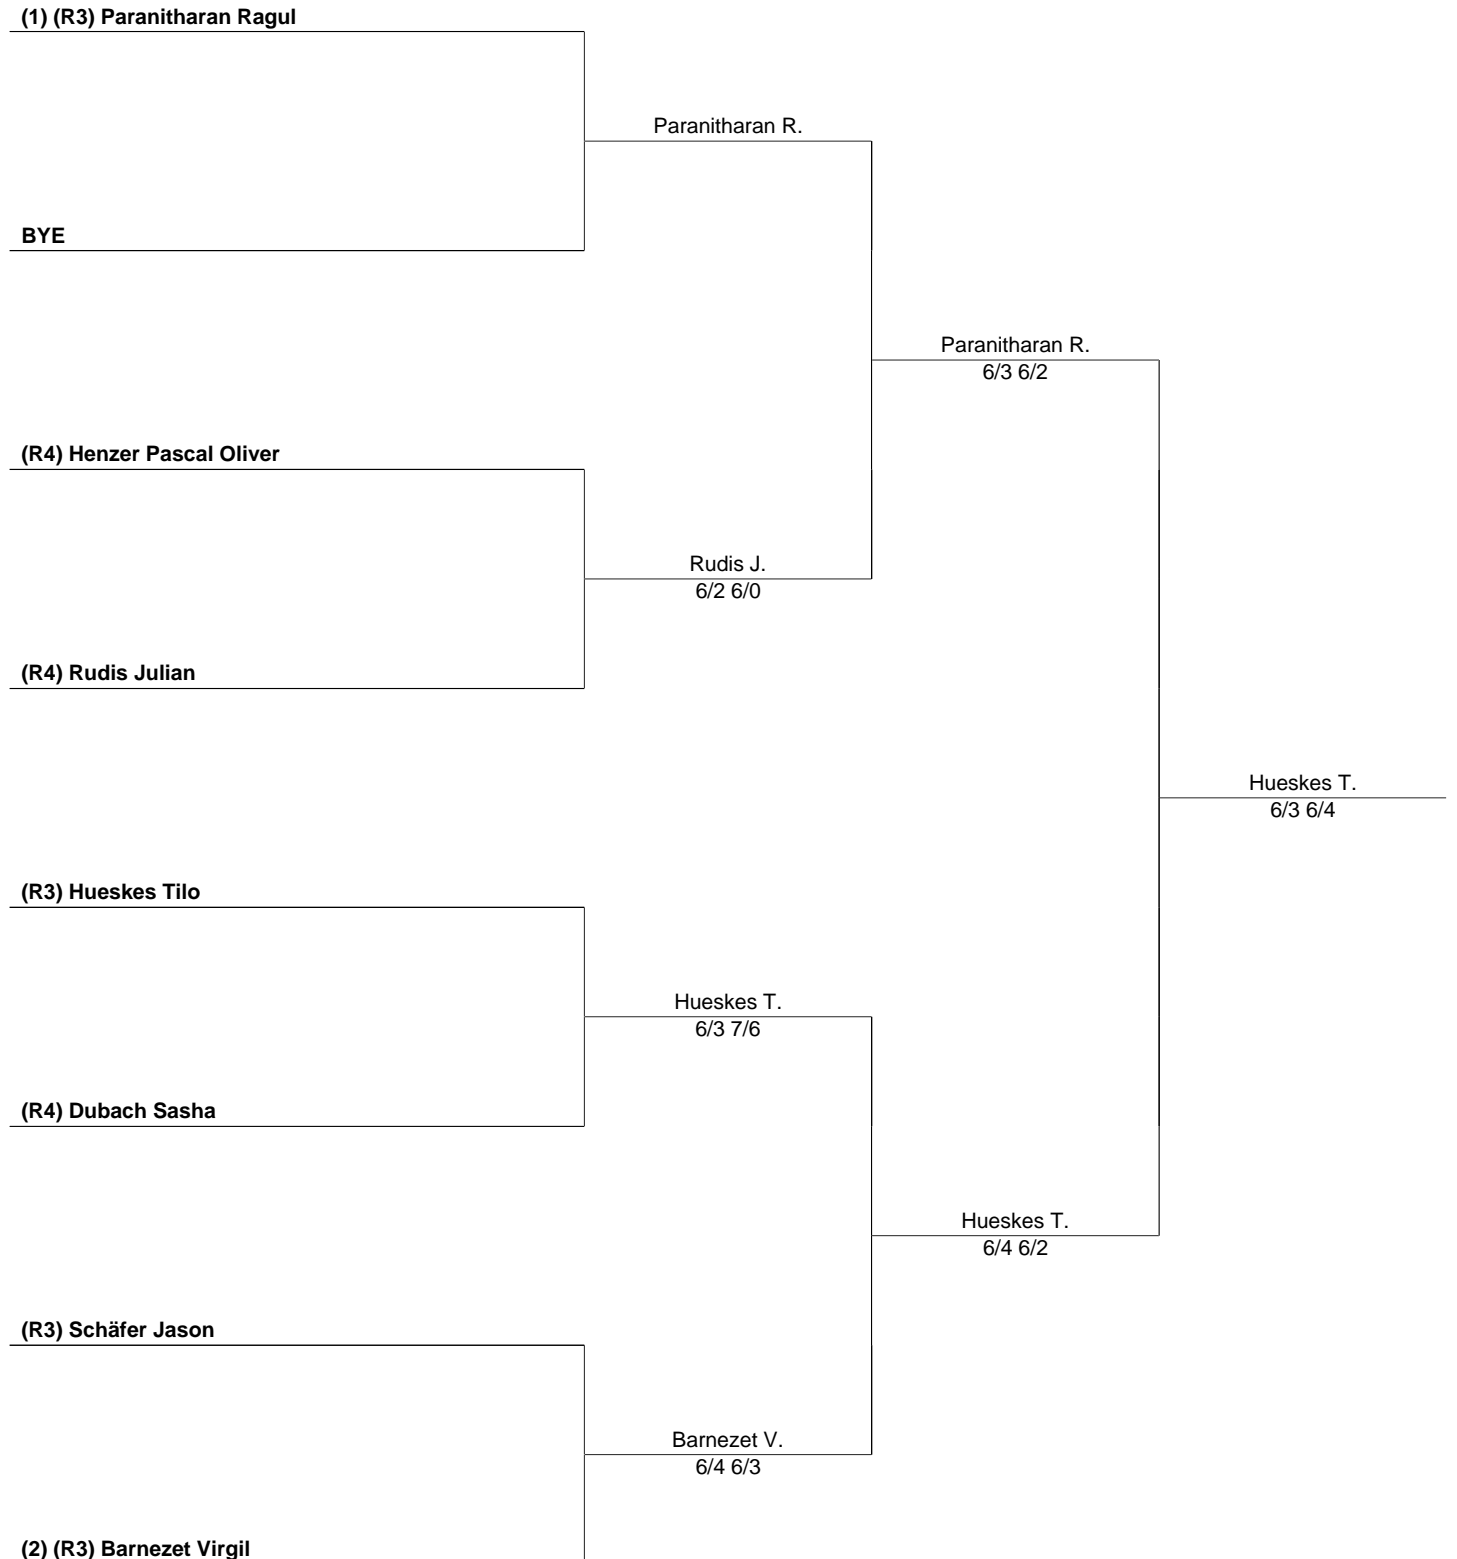 (1) (R3) Paranitharan Ragul
Paranitharan R.
BYE
Paranitharan R.
6/3 6/2
(R4) Henzer Pascal Oliver
Rudis J.
6/2 6/0
(R4) Rudis Julian
Hueskes T.
6/3 6/4
(R3) Hueskes Tilo
Hueskes T.
6/3 7/6
(R4) Dubach Sasha
Hueskes T.
6/4 6/2
(R3) Schäfer Jason
Barnezet V.
6/4 6/3
(2) (R3) Barnezet Virgil